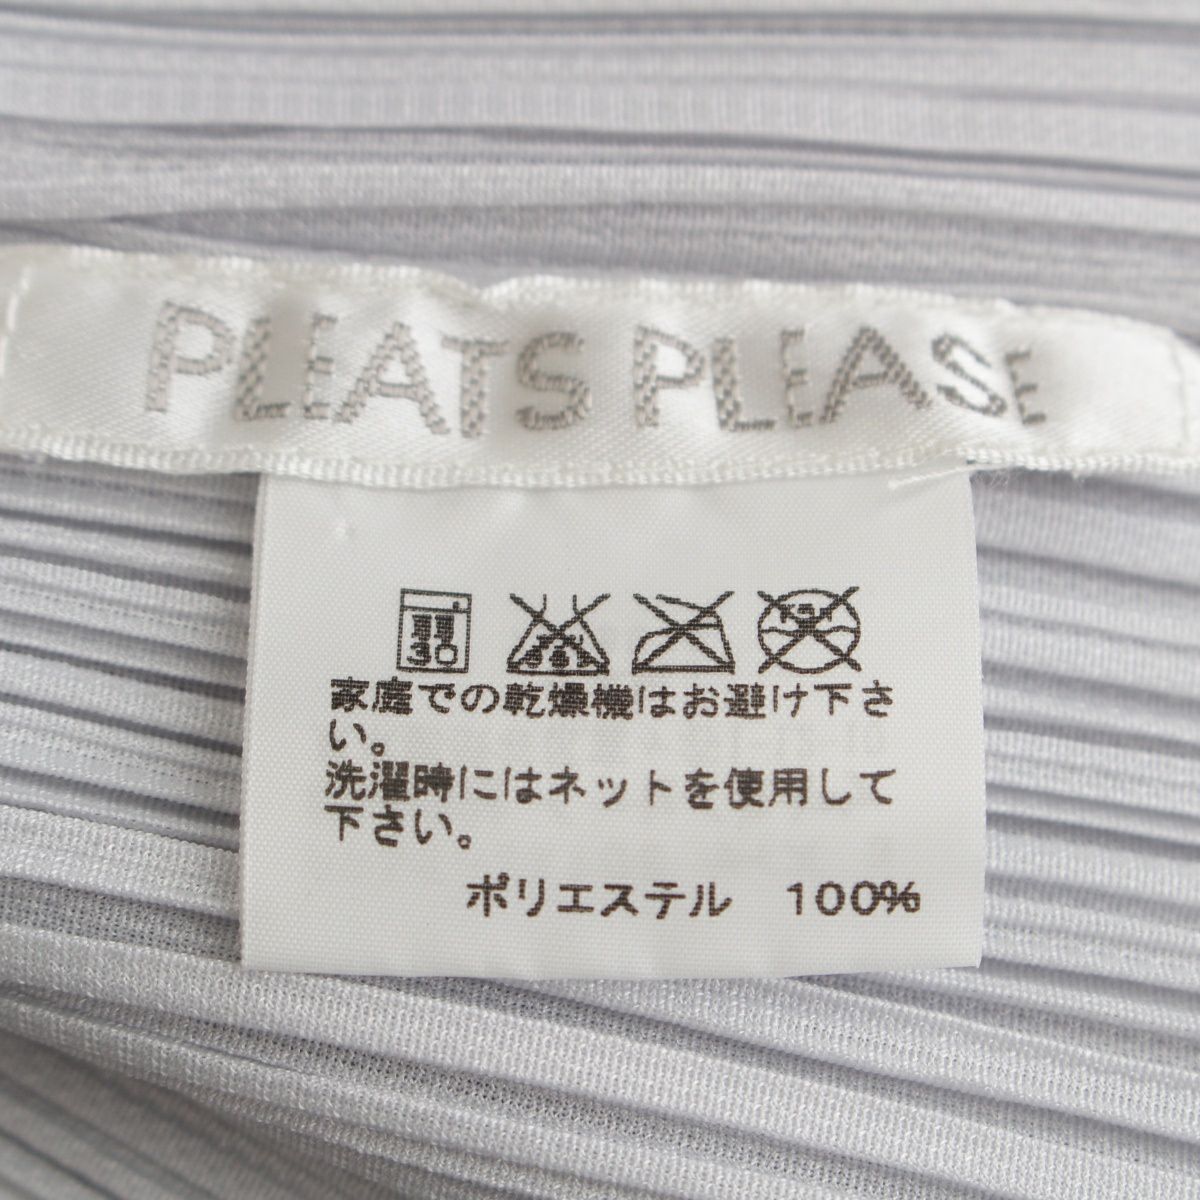 PLEATS PLEASE
30
家庭での乾燥機はお避け下さ
い。
洗濯時にはネットを使用して
下さい。
ポリエステル 100%